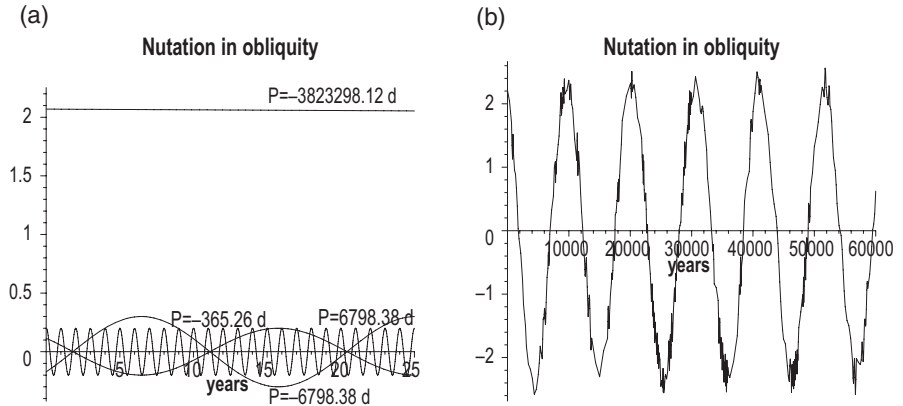 (a)
Nutation in obliquity
P=–3823298.12 d
2
1.5
1
0.5
0
P=–365.26 d
P=6798.38 d
5
10
15
20
25
years
P=–6798.38 d
(b)
Nutation in obliquity
2
1
0
10000 20000 30000 40000 50000 60000
years
–1
–2